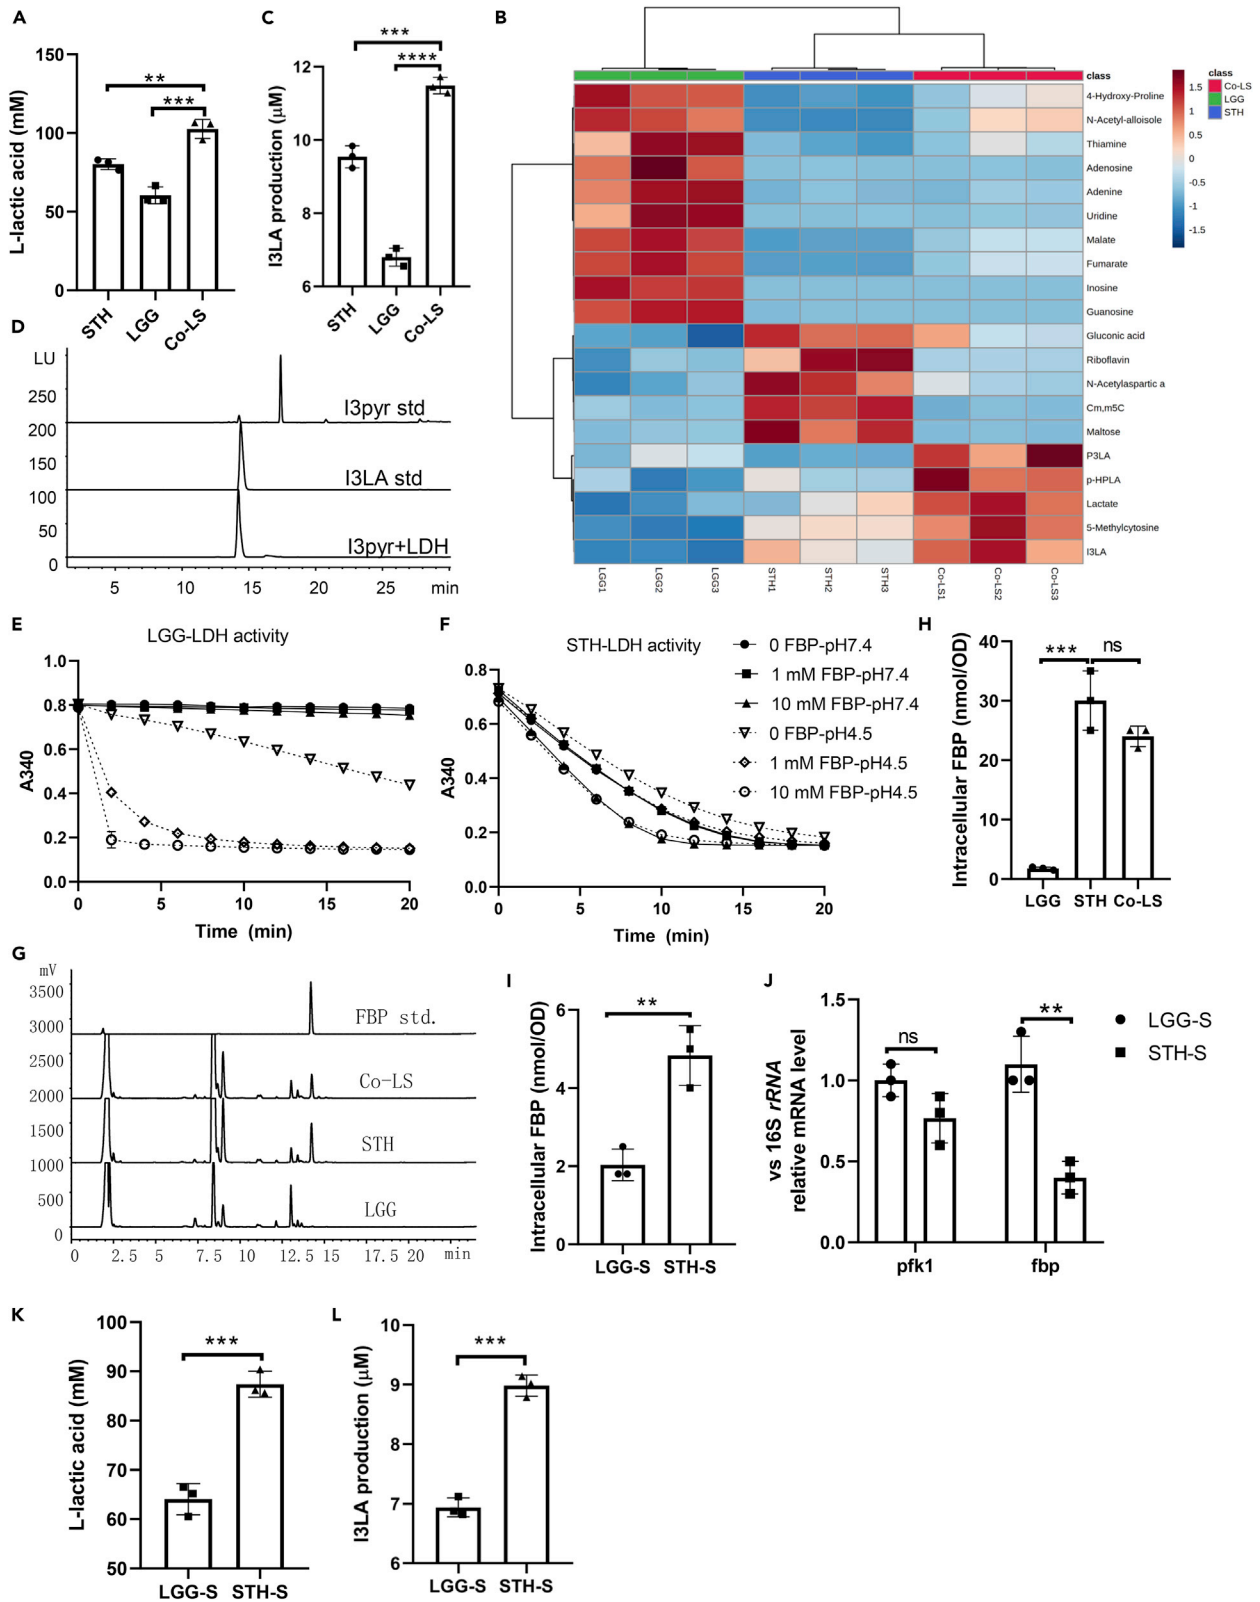 A
L-lactic acid (mM)
150
100
50
0
**
***
STH
LGG
Co-LS
C
I3LA production (μM)
12
10
8
6
***
****
STH
LGG
Co-LS
B
class
4-Hydroxy-Proline
N-Acetyl-alloisole
Thiamine
Adenosine
Adenine
Uridine
Malate
Fumarate
Inosine
Guanosine
Gluconic acid
Riboflavin
N-Acetylaspartic a
Cm,m5C
Maltose
P3LA
p-HPLA
Lactate
5-Methylcytosine
I3LA
LGG1
LGG2
LGG3
STH1
STH2
STH3
Co-LS1
Co-LS2
Co-LS3
1.5
1
0.5
0
-0.5
-1
-1.5
class
Co-LS
LGG
STH
D
LU
250
200
150
100
50
0
I3pyr std
I3LA std
I3pyr+LDH
5
10
15
20
25
min
E
LGG-LDH activity
A340
1.0
0.8
0.6
0.4
0.2
0.0
0
5
10
15
20
Time (min)
F
STH-LDH activity
A340
0.8
0.6
0.4
0.2
0.0
0
5
10
15
20
Time (min)
0 FBP-pH7.4
1 mM FBP-pH7.4
10 mM FBP-pH7.4
0 FBP-pH4.5
1 mM FBP-pH4.5
10 mM FBP-pH4.5
H
Intracellular FBP (nmol/OD)
40
30
20
10
0
***
ns
LGG
STH
Co-LS
G
mV
3500
3000
2500
2000
1500
1000
500
0
FBP std.
Co-LS
STH
LGG
0
2.5
5
7.5
10
12.5
15
17.5
20
min
I
Intracellular FBP (nmol/OD)
6
4
2
0
**
LGG-S
STH-S
J
vs 16S rRNA
relative mRNA level
1.5
1.0
0.5
0.0
ns
**
pfk1
fbp
LGG-S
STH-S
K
L-lactic acid (mM)
100
90
80
70
60
50
***
LGG-S
STH-S
L
I3LA production (μM)
10
9
8
7
6
***
LGG-S
STH-S